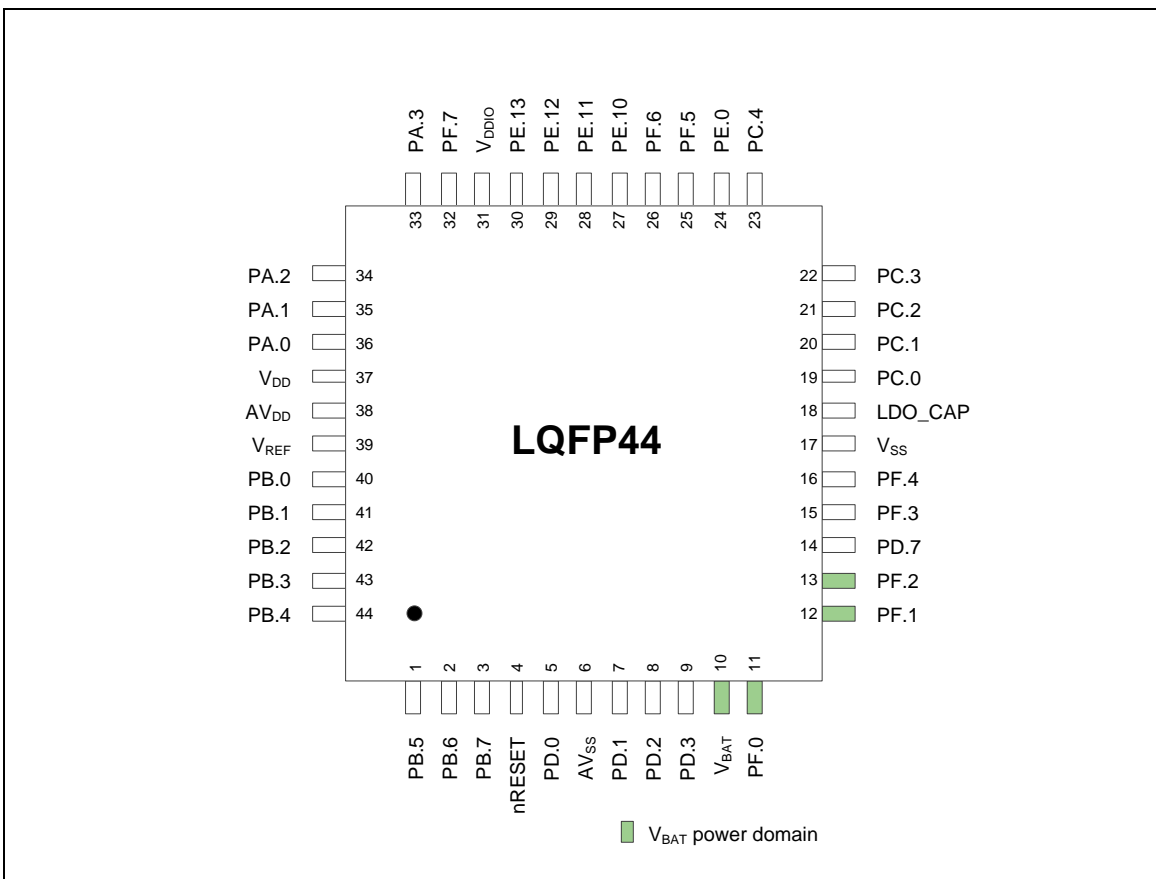 PA.3
PF.7
VDDIO
PE.13
PE.12
PE.11
PE.10
PF.6
PF.5
PE.0
PC.4
33
32
31
30
29
28
27
26
25
24
23
PA.2 34
PA.1 35
PA.0 36
VDD 37
AVDD 38
VREF 39
PB.0 40
PB.1 41
PB.2 42
PB.3 43
PB.4 44
LQFP44
22 PC.3
21 PC.2
20 PC.1
19 PC.0
18 LDO_CAP
17 VSS
16 PF.4
15 PF.3
14 PD.7
13 PF.2
12 PF.1
1
2
3
4
5
6
7
8
9
10
11
PB.5
PB.6
PB.7
nRESET
PD.0
AVSS
PD.1
PD.2
PD.3
VBAT
PF.0
VBAT power domain